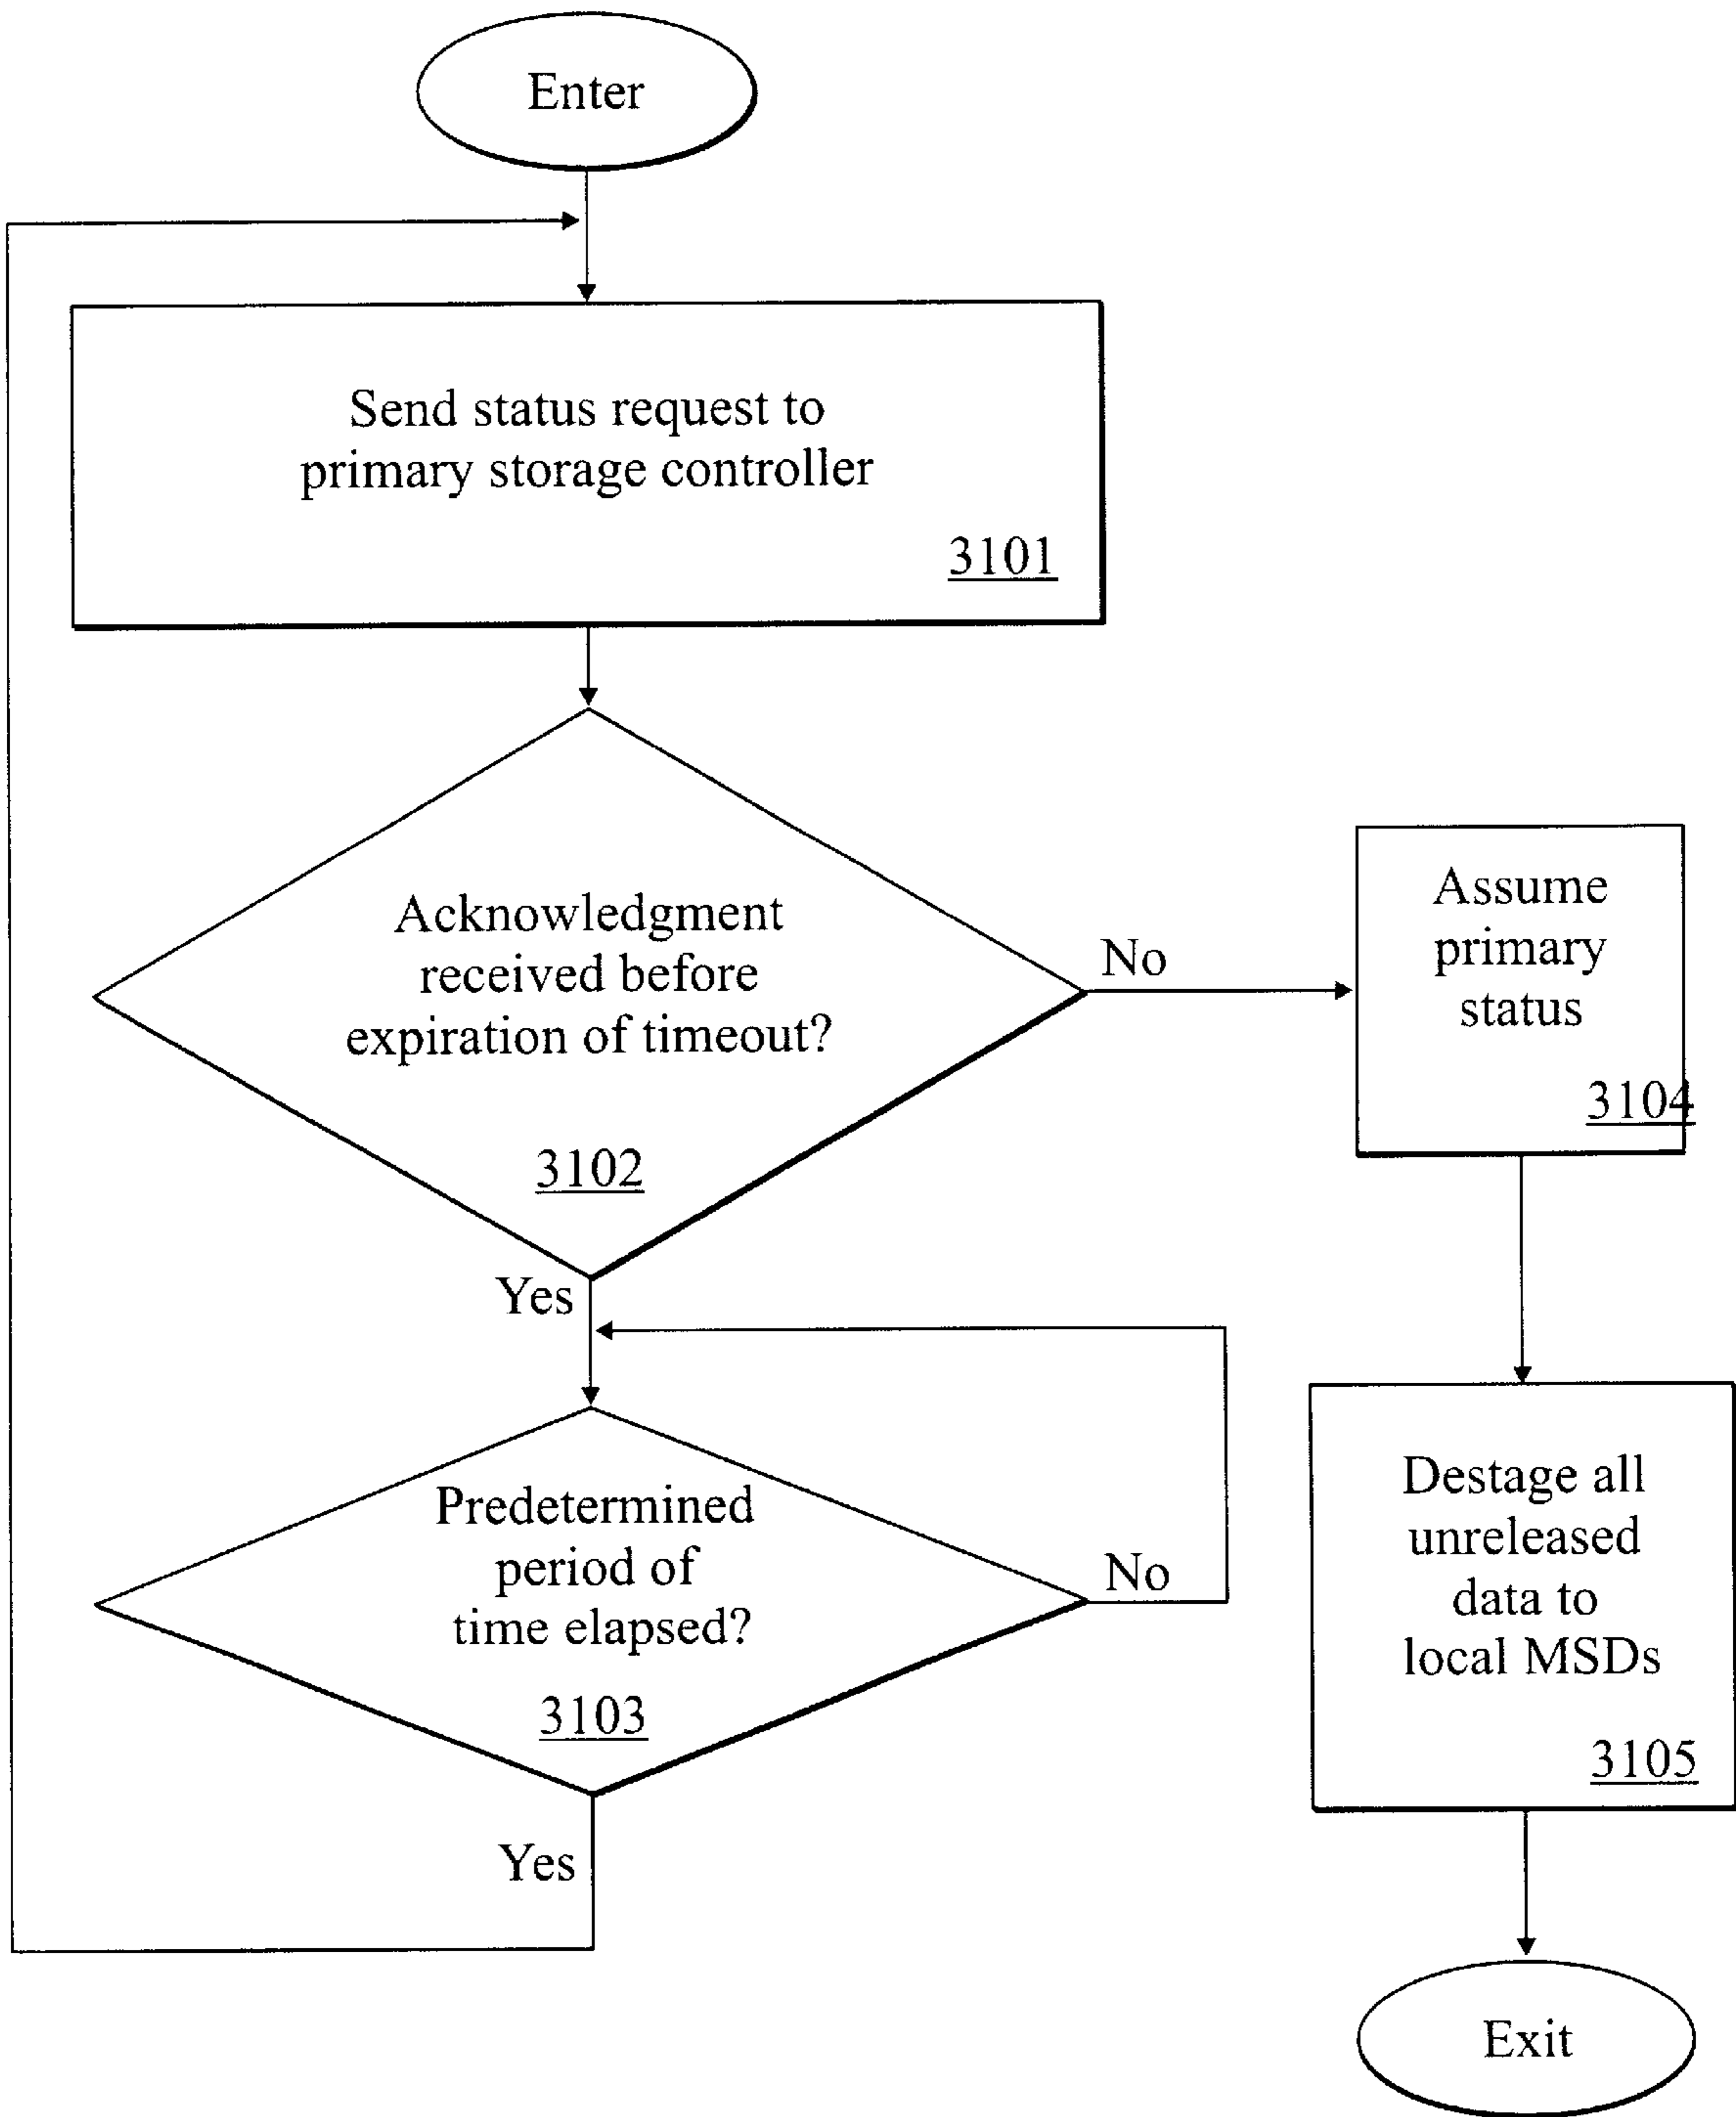 Enter
Send status request to
primary storage controller
3101
Acknowledgment
received before
expiration of timeout?
3102
No
Assume
primary
status
3104
Yes
Predetermined
period of
time elapsed?
3103
No
Yes
Destage all
unreleased
data to
local MSDs
3105
Exit